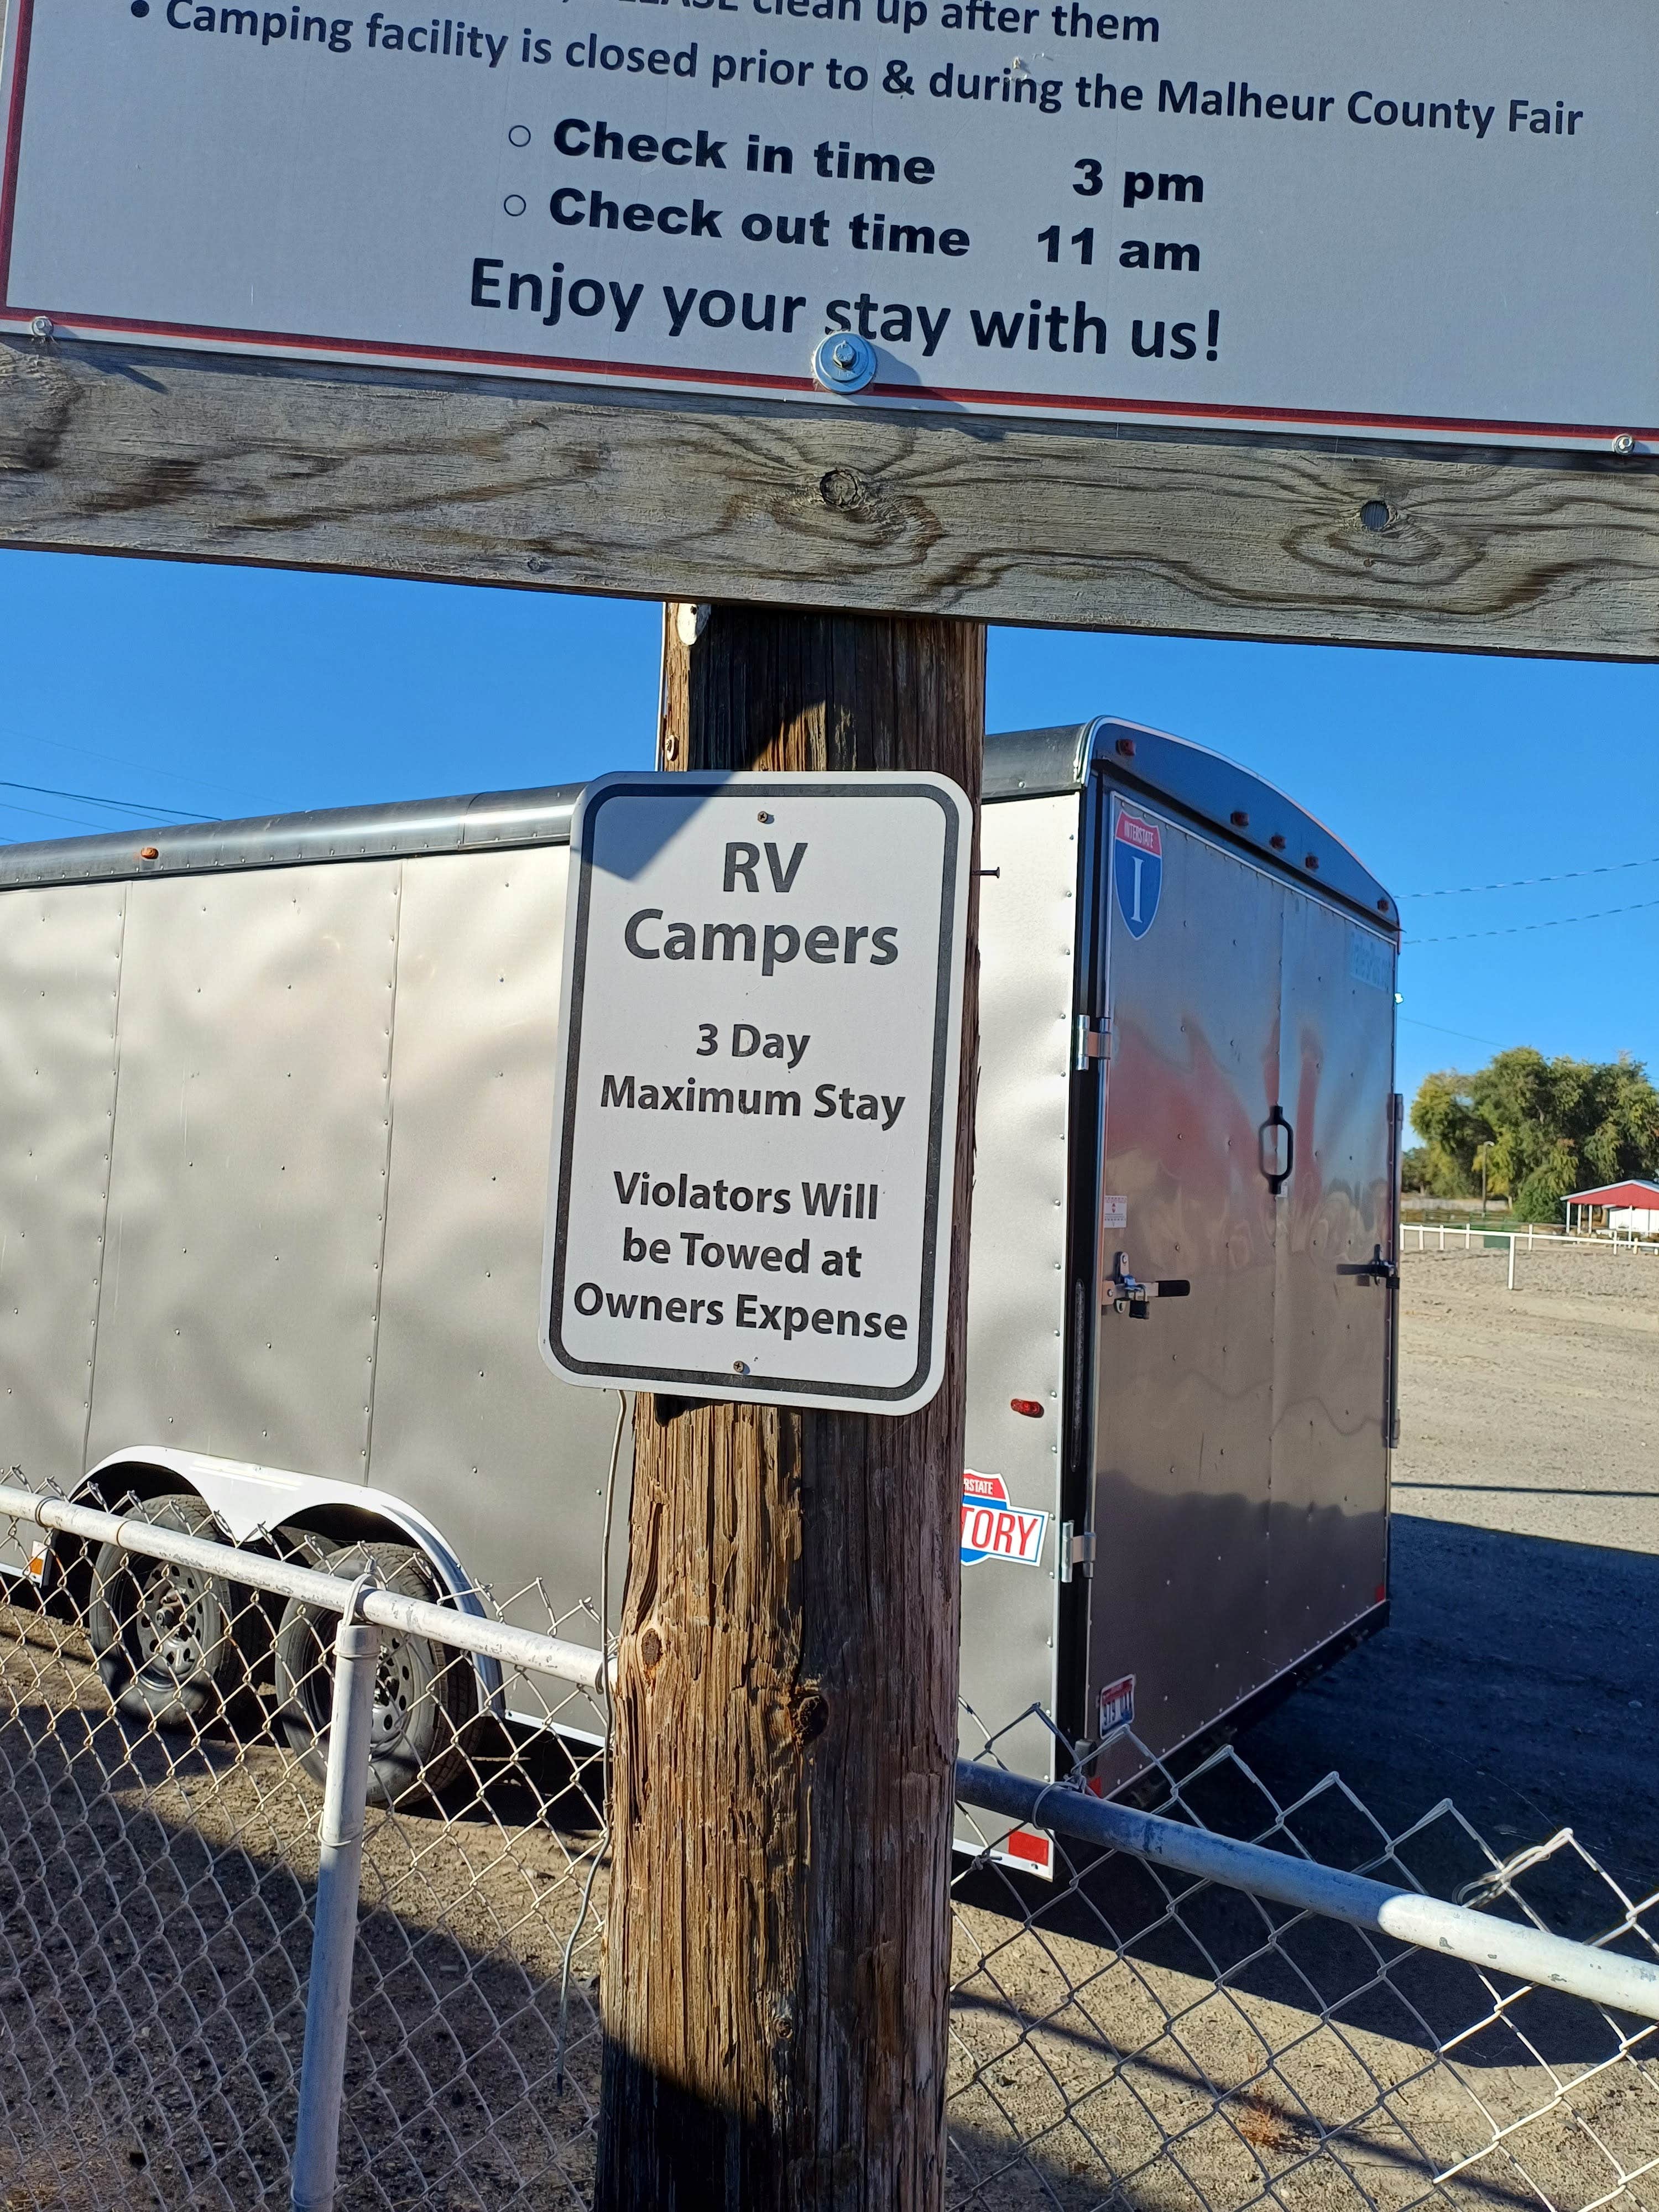 clean up after them
• Camping facility is closed prior to & during the Malheur County Fair
○ Check in time 3 pm
○ Check out time 11 am
Enjoy your stay with us!
RV
Campers
3 Day
Maximum Stay
Violators Will
be Towed at
Owners Expense
INTERSTATE
I
RSTATE
TORY